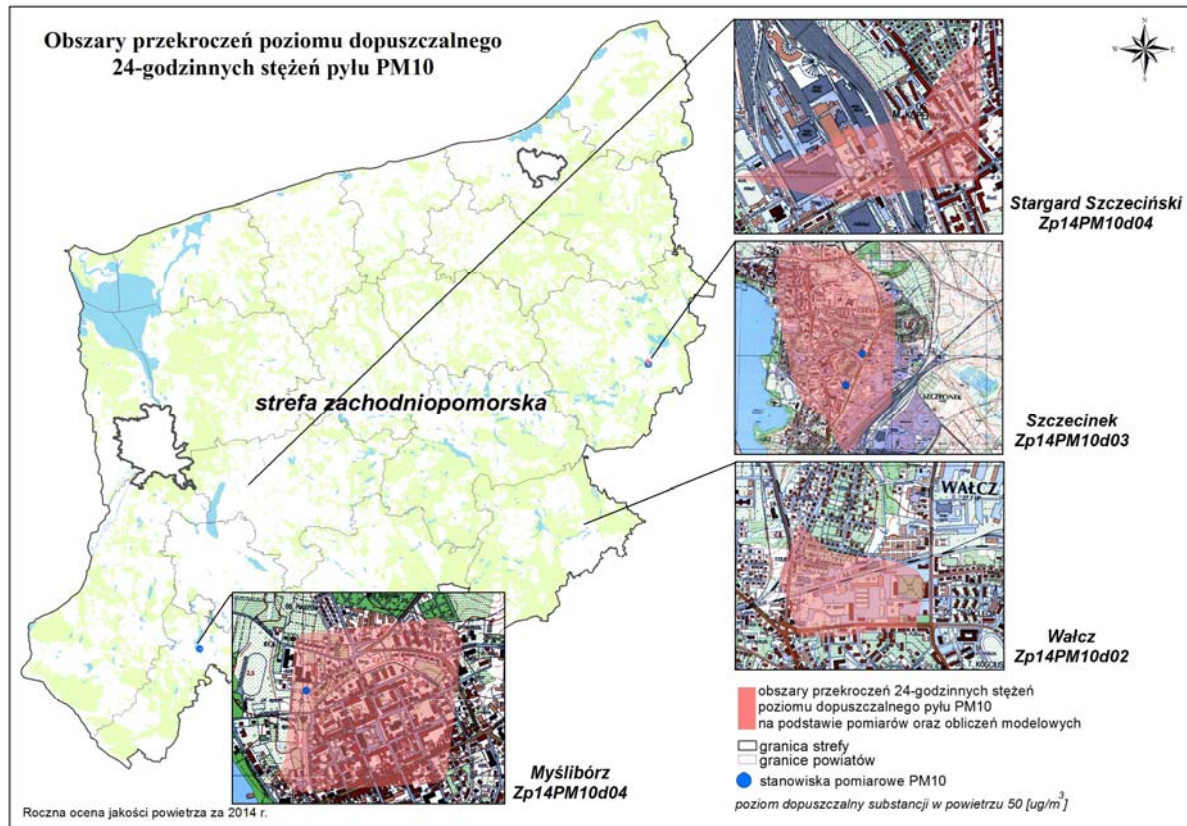 Obszary przekroczeń poziomu dopuszczalnego
24-godzinnych stężeń pyłu PM10
N
W
E
S
M. KOPER
Stargard Szczeciński
Zp14PM10d04
strefa zachodniopomorska
SZCZECINEK
Szczecinek
Zp14PM10d03
WAŁCZ
T. KOŚCIUS
Wałcz
Zp14PM10d02
obszary przekroczeń 24-godzinnych stężeń
poziomu dopuszczalnego pyłu PM10
na podstawie pomiarów oraz obliczeń modelowych
granica strefy
granice powiatów
stanowiska pomiarowe PM10
poziom dopuszczalny substancji w powietrzu 50 [ug/m³]
Myślibórz
Zp14PM10d04
Roczna ocena jakości powietrza za 2014 r.